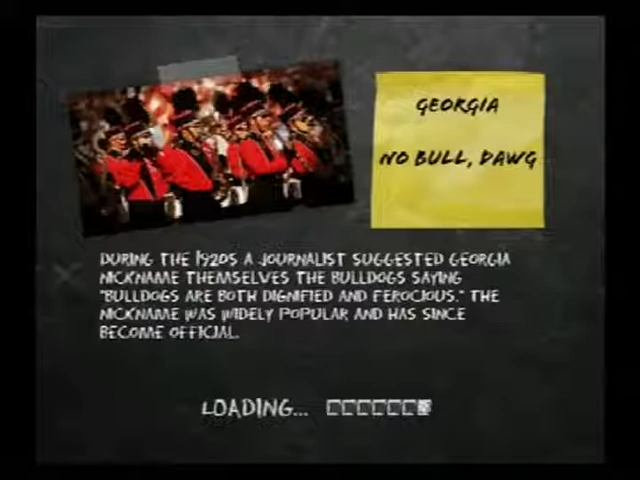 GEORGIA
NO BULL, DAWG
DURING THE 1920S A JOURNALIST SUGGESTED GEORGIA
NICKNAME THEMSELVES THE BULLDOGS SAYING
"BULLDOGS ARE BOTH DIGNIFIED AND FEROCIOUS." THE
NICKNAME WAS WIDELY POPULAR AND HAS SINCE
BECOME OFFICIAL.
LOADING...